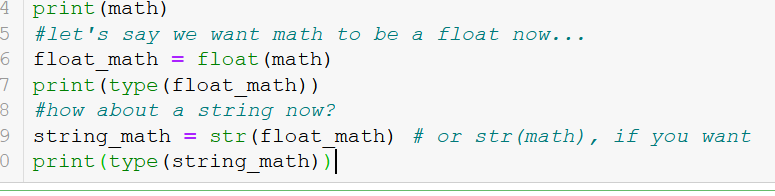 4 print(math)
5 #let's say we want math to be a float now...
6 float_math = float(math)
7 print(type(float_math))
8 #how about a string now?
9 string_math = str(float_math) # or str(math), if you want
0 print(type(string_math))